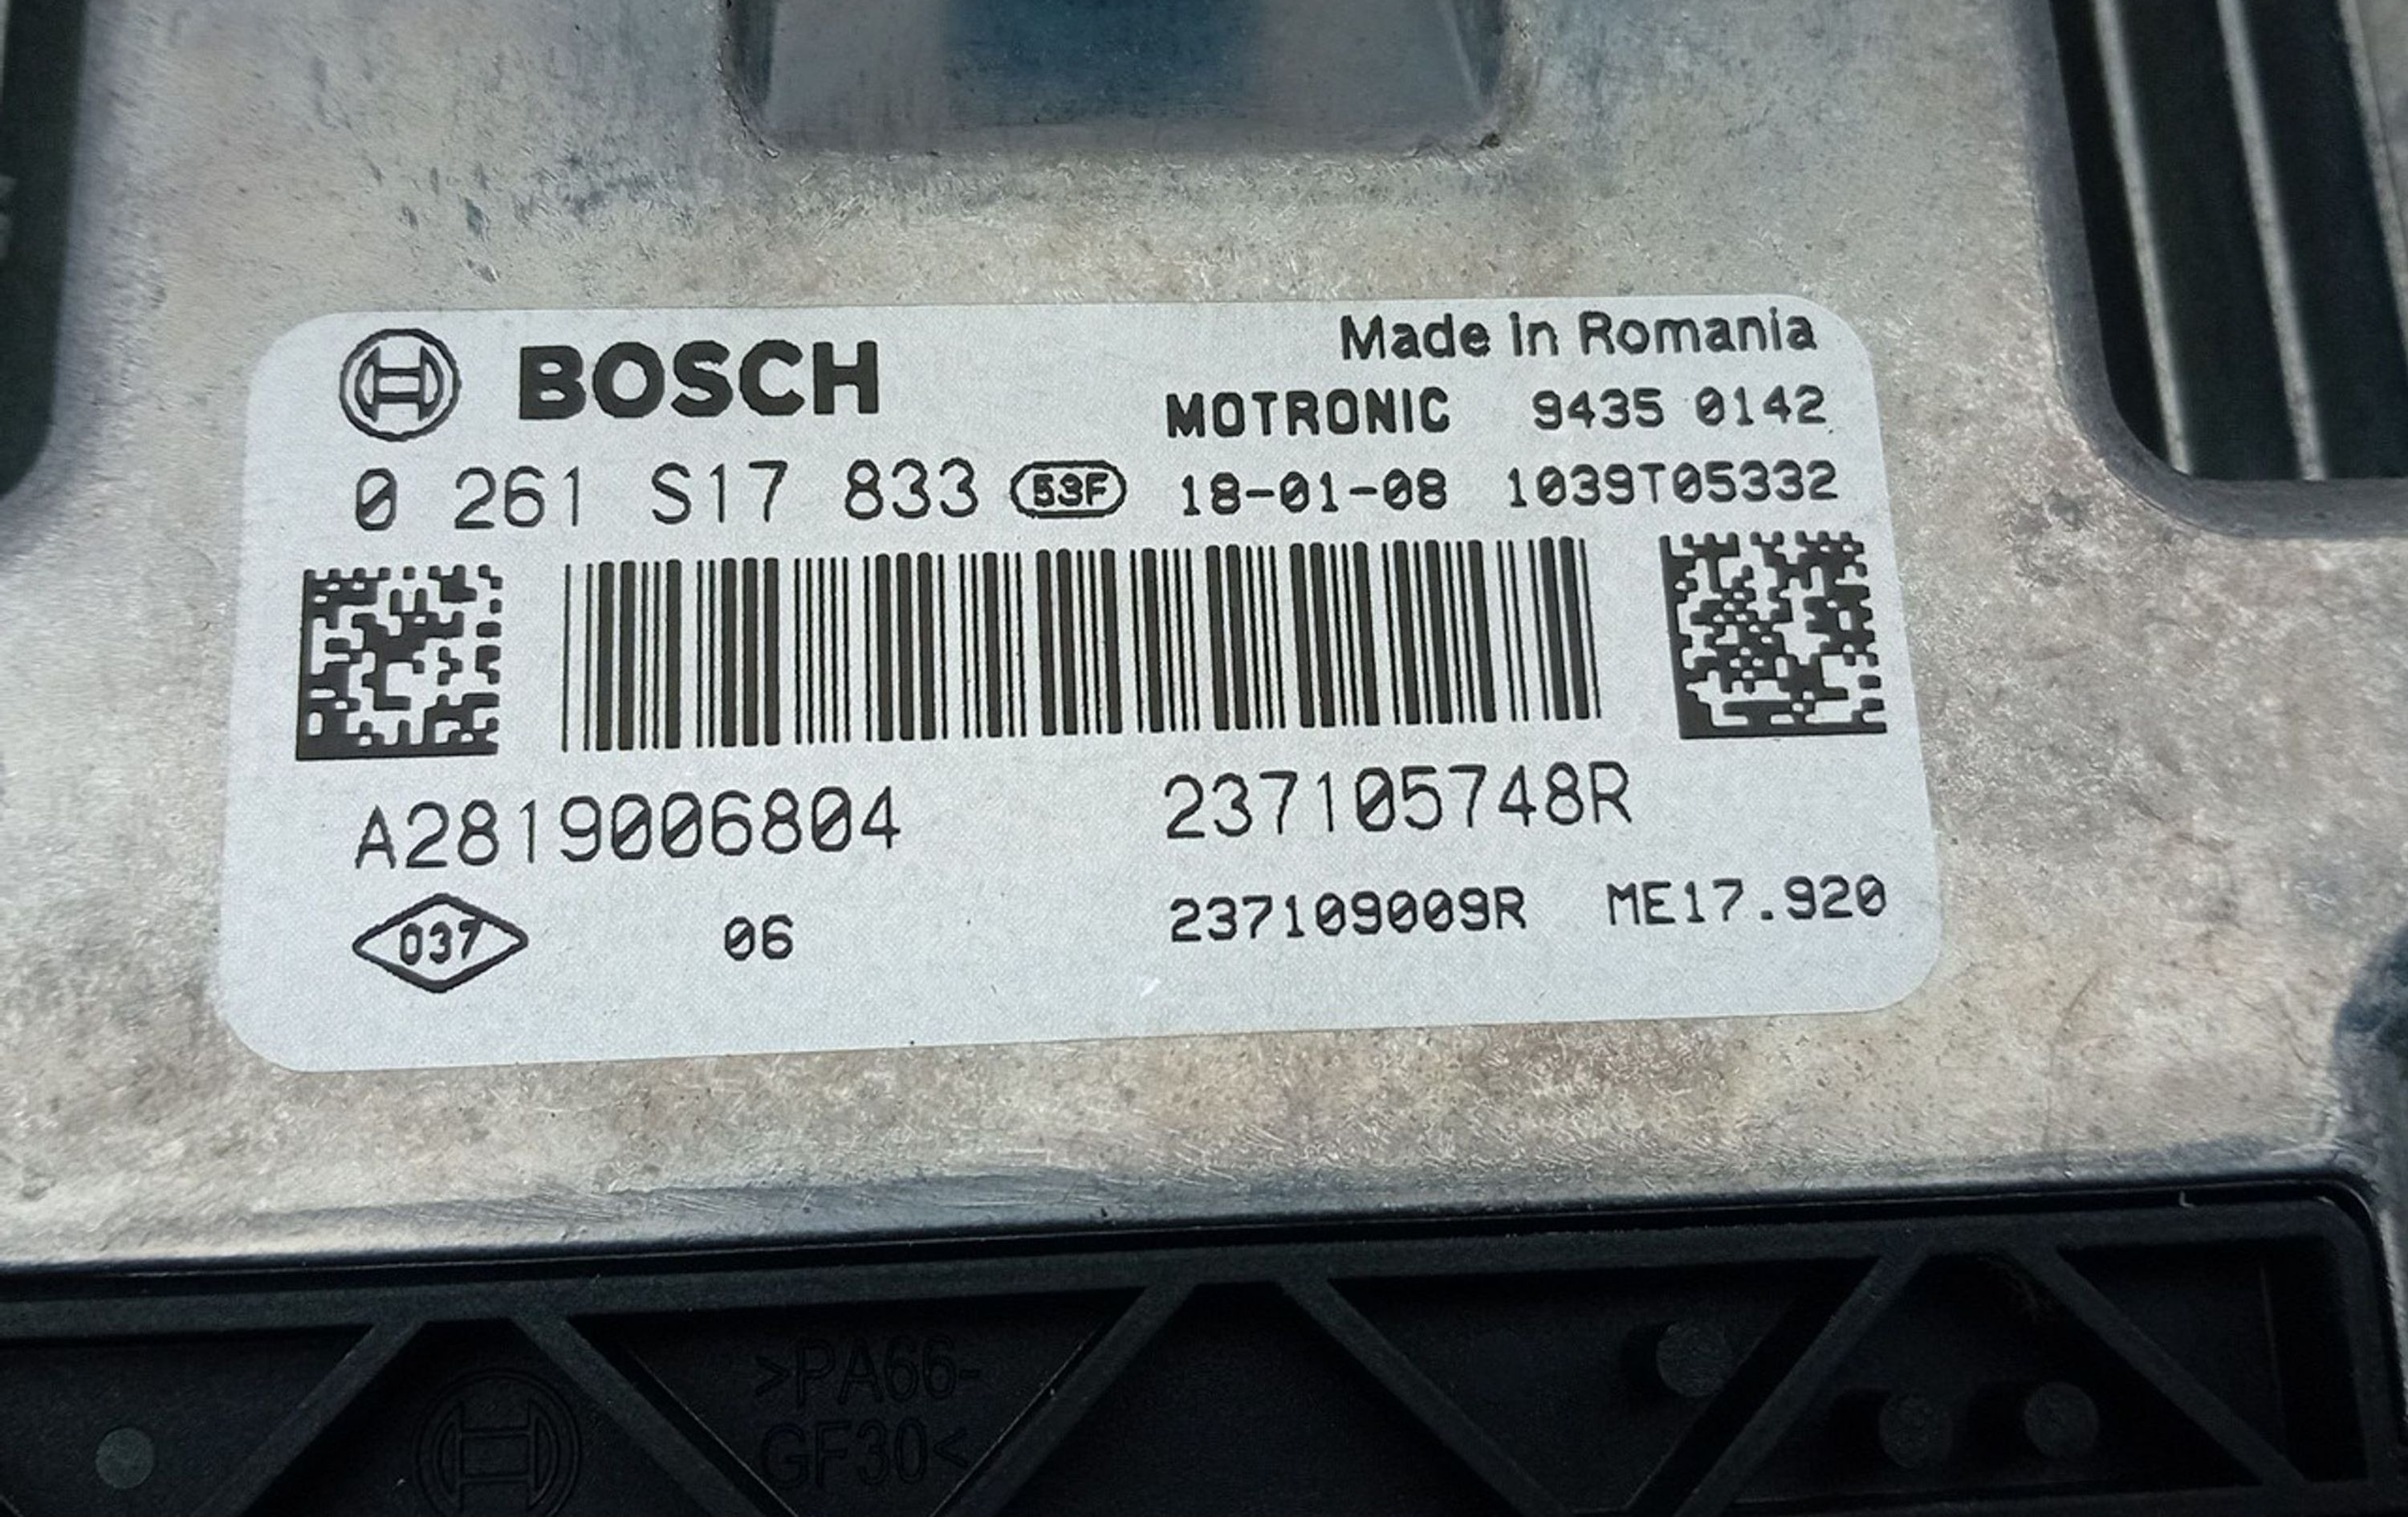 BOSCH
Made in Romania
MOTRONIC 9435 0142
0 261 S17 833 53F 18-01-08 1039T05332
A2819006804 237105748R
037 06 237109009R ME17.920
>PA66-
GF30<